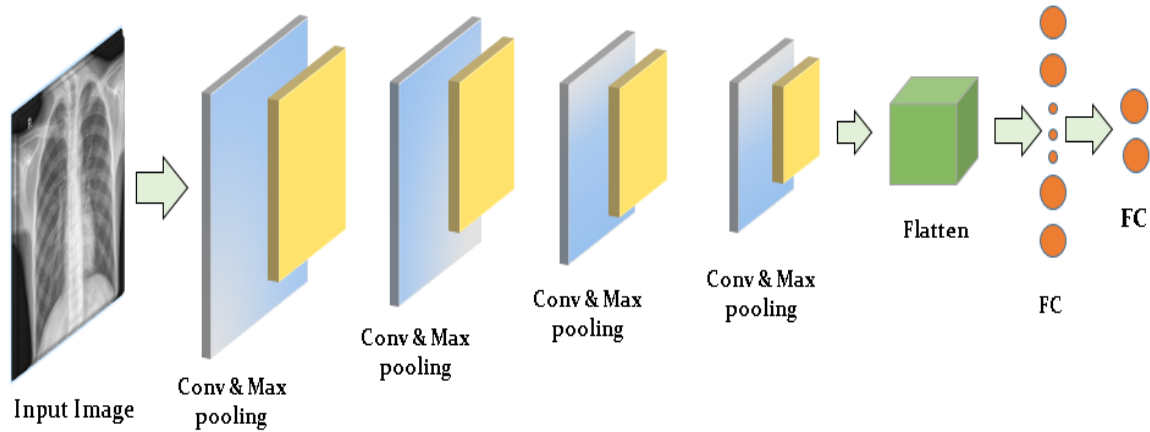 Input Image
Conv & Max
pooling
Conv & Max
pooling
Conv & Max
pooling
Conv & Max
pooling
Flatten
FC
FC